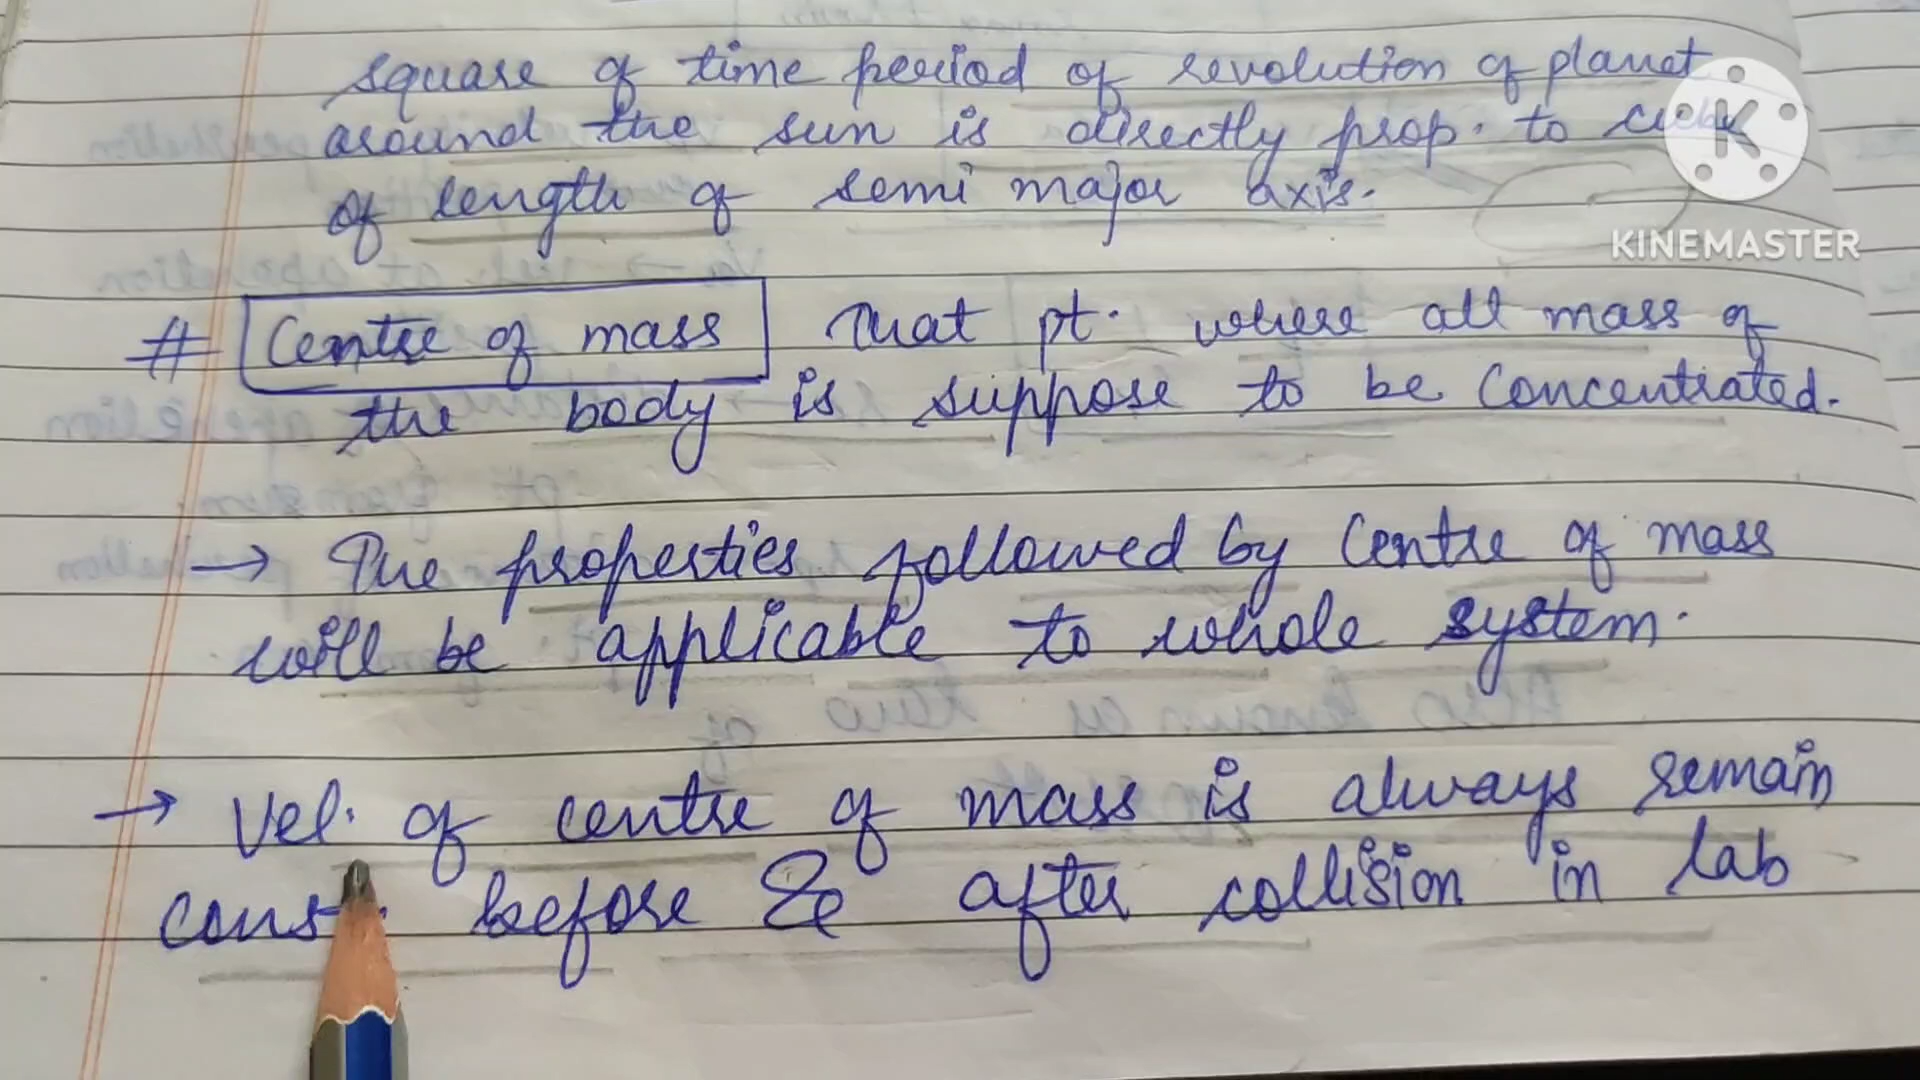 square of time period of revolution of planet
around the sun is directly prop. to cube
of length of semi major axis.
KINEMASTER
# Centre of mass That pt. where all mass of
the body is suppose to be concentrated.
→ The properties followed by Centre of mass
will be applicable to whole system.
→ Vel. of centre of mass is always remain
const. before & after collision in lab